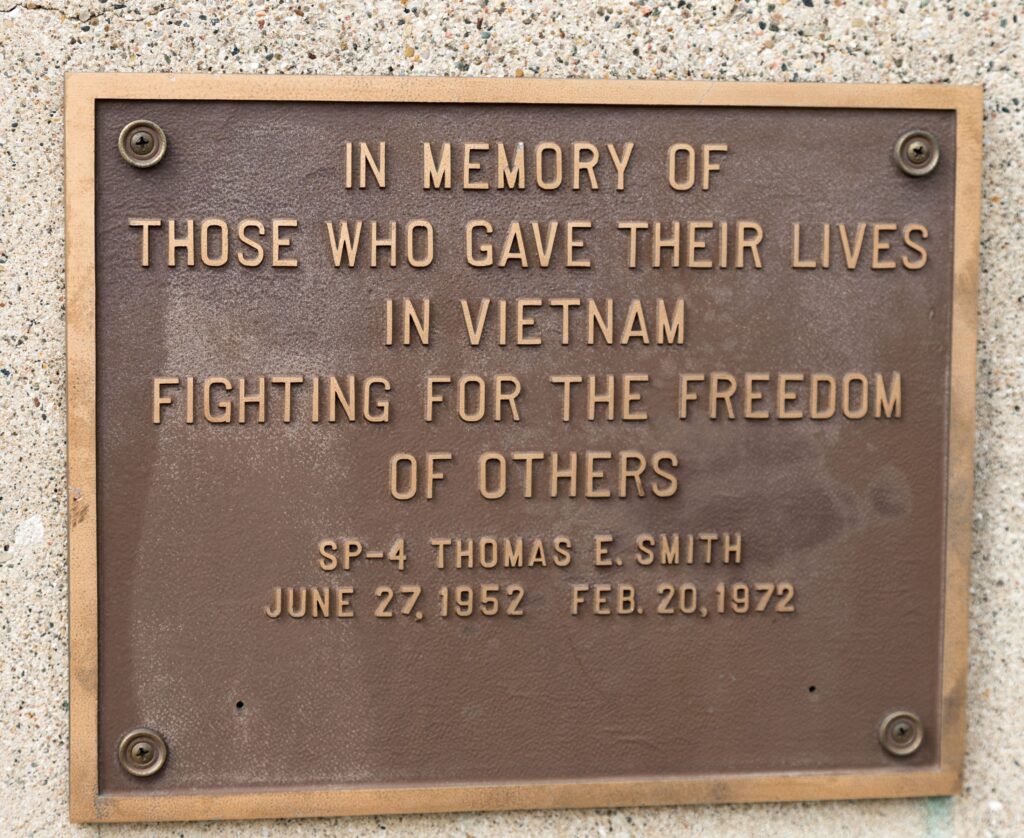 IN MEMORY OF
THOSE WHO GAVE THEIR LIVES
IN VIETNAM
FIGHTING FOR THE FREEDOM
OF OTHERS
SP-4 THOMAS E. SMITH
JUNE 27, 1952 FEB. 20, 1972